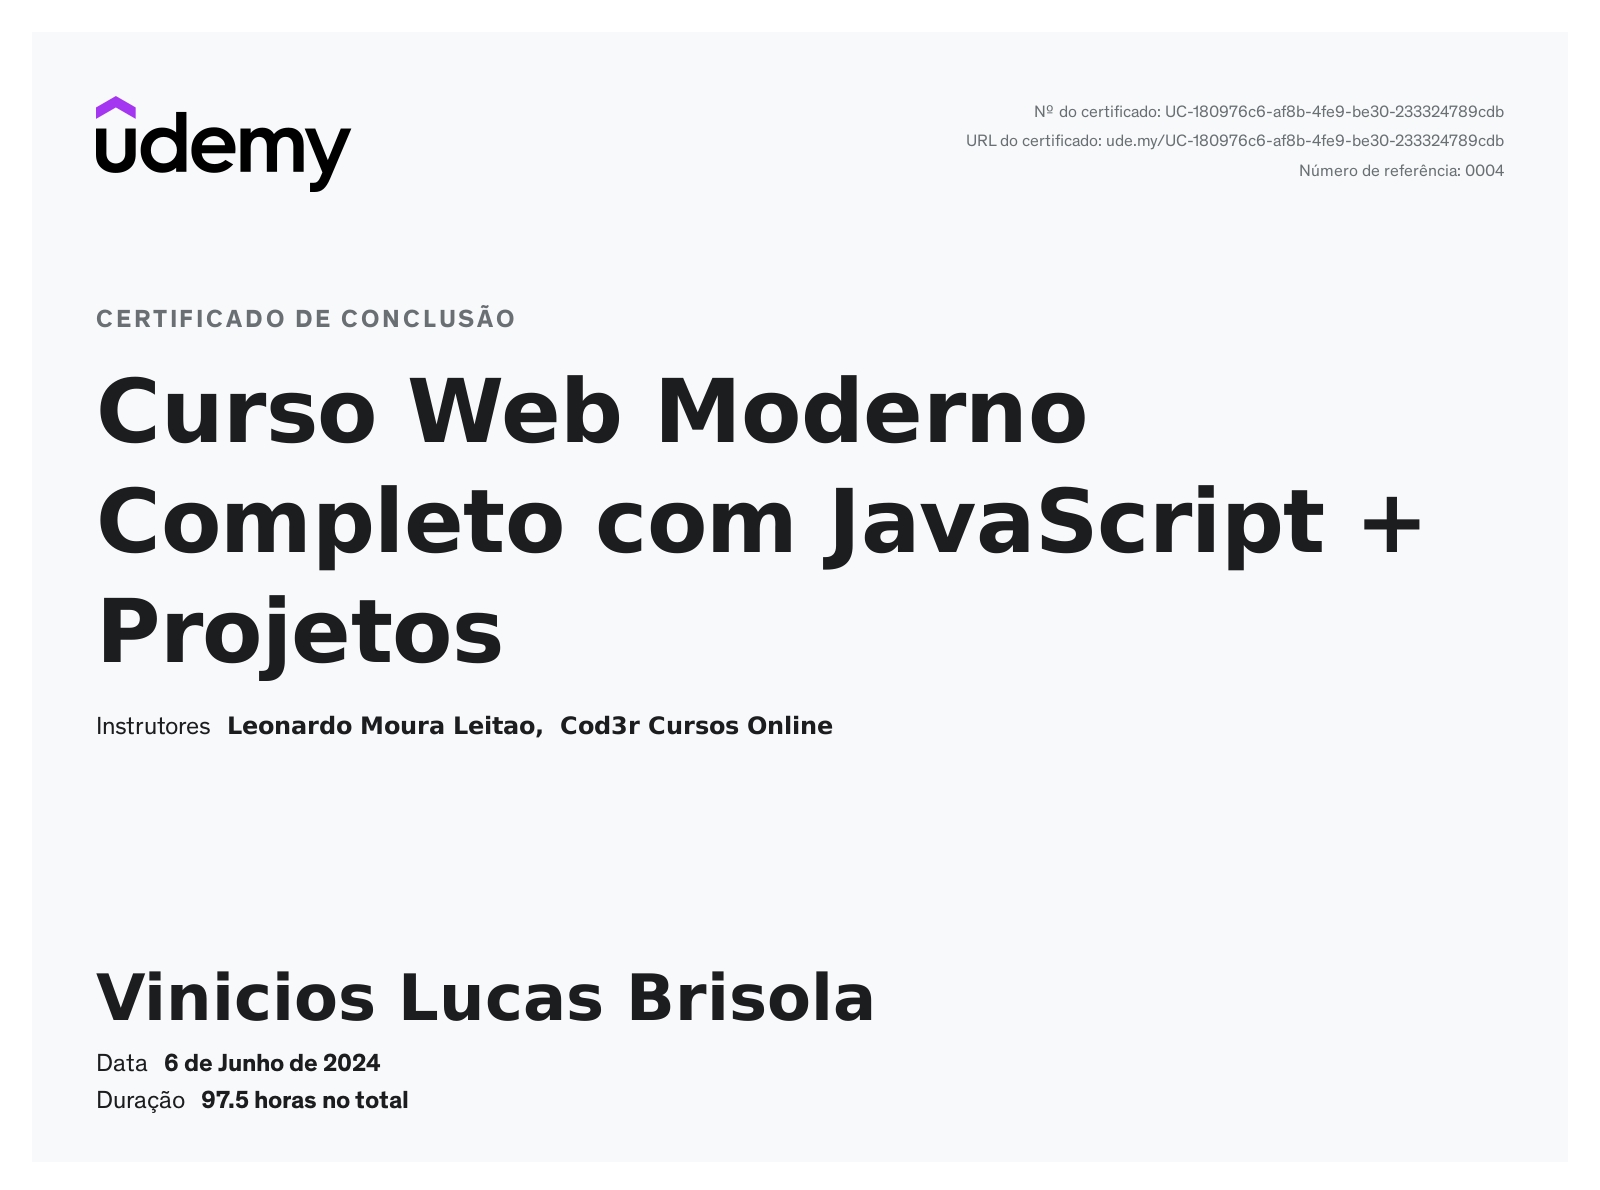 udemy
Nº do certificado: UC-180976c6-af8b-4fe9-be30-233324789cdb
URL do certificado: ude.my/UC-180976c6-af8b-4fe9-be30-233324789cdb
Número de referência: 0004
CERTIFICADO DE CONCLUSÃO
Curso Web Moderno
Completo com JavaScript +
Projetos
Instrutores Leonardo Moura Leitao, Cod3r Cursos Online
Vinicios Lucas Brisola
Data 6 de Junho de 2024
Duração 97.5 horas no total